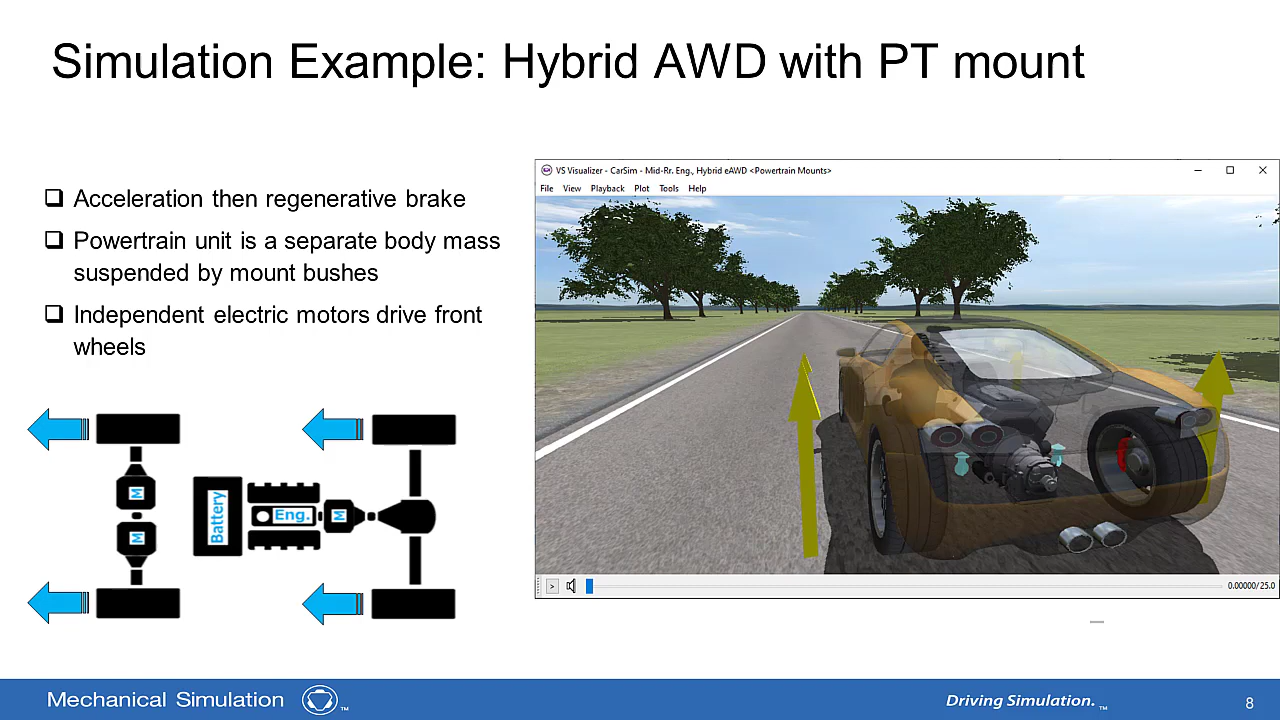 Simulation Example: Hybrid AWD with PT mount
❑ Acceleration then regenerative brake
❑ Powertrain unit is a separate body mass
suspended by mount bushes
❑ Independent electric motors drive front
wheels
M
M
Battery
Eng.
M
VS Visualizer - CarSim - Mid-Rr. Eng., Hybrid eAWD <Powertrain Mounts>
File View Playback Plot Tools Help
> 0.00000/25.0
Mechanical Simulation ™
Driving Simulation. ™
8